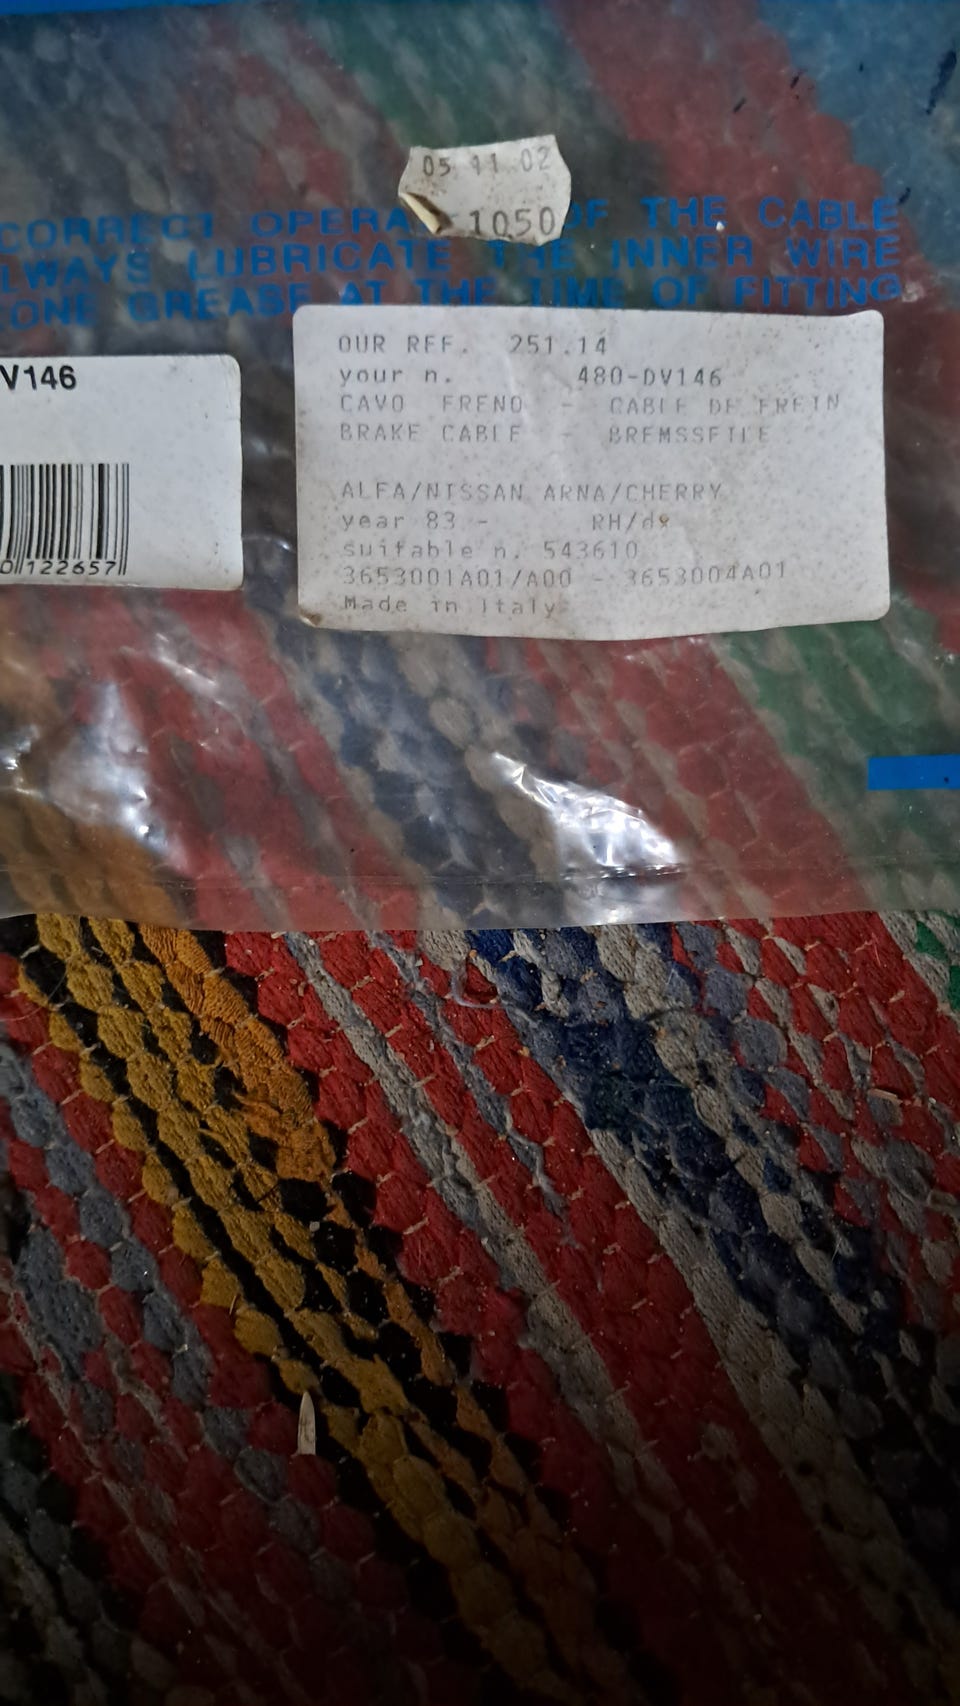 05 11 02
1050
CORRECT OPERA OF THE CABLE
LWAYS LUBRICATE THE INNER WIRE
ONE GREASE AT THE TIME OF FITTING
V146
0122657
OUR REF. 251.14
your n. 480-DV146
CAVO FRENO - CABLE DE FREIN
BRAKE CABLE - BREMSSEILE
ALFA/NISSAN ARNA/CHERRY
year 83 - RH/dx
suitable n. 543610
3653001A01/A00 - 3653004A01
Made in Italy